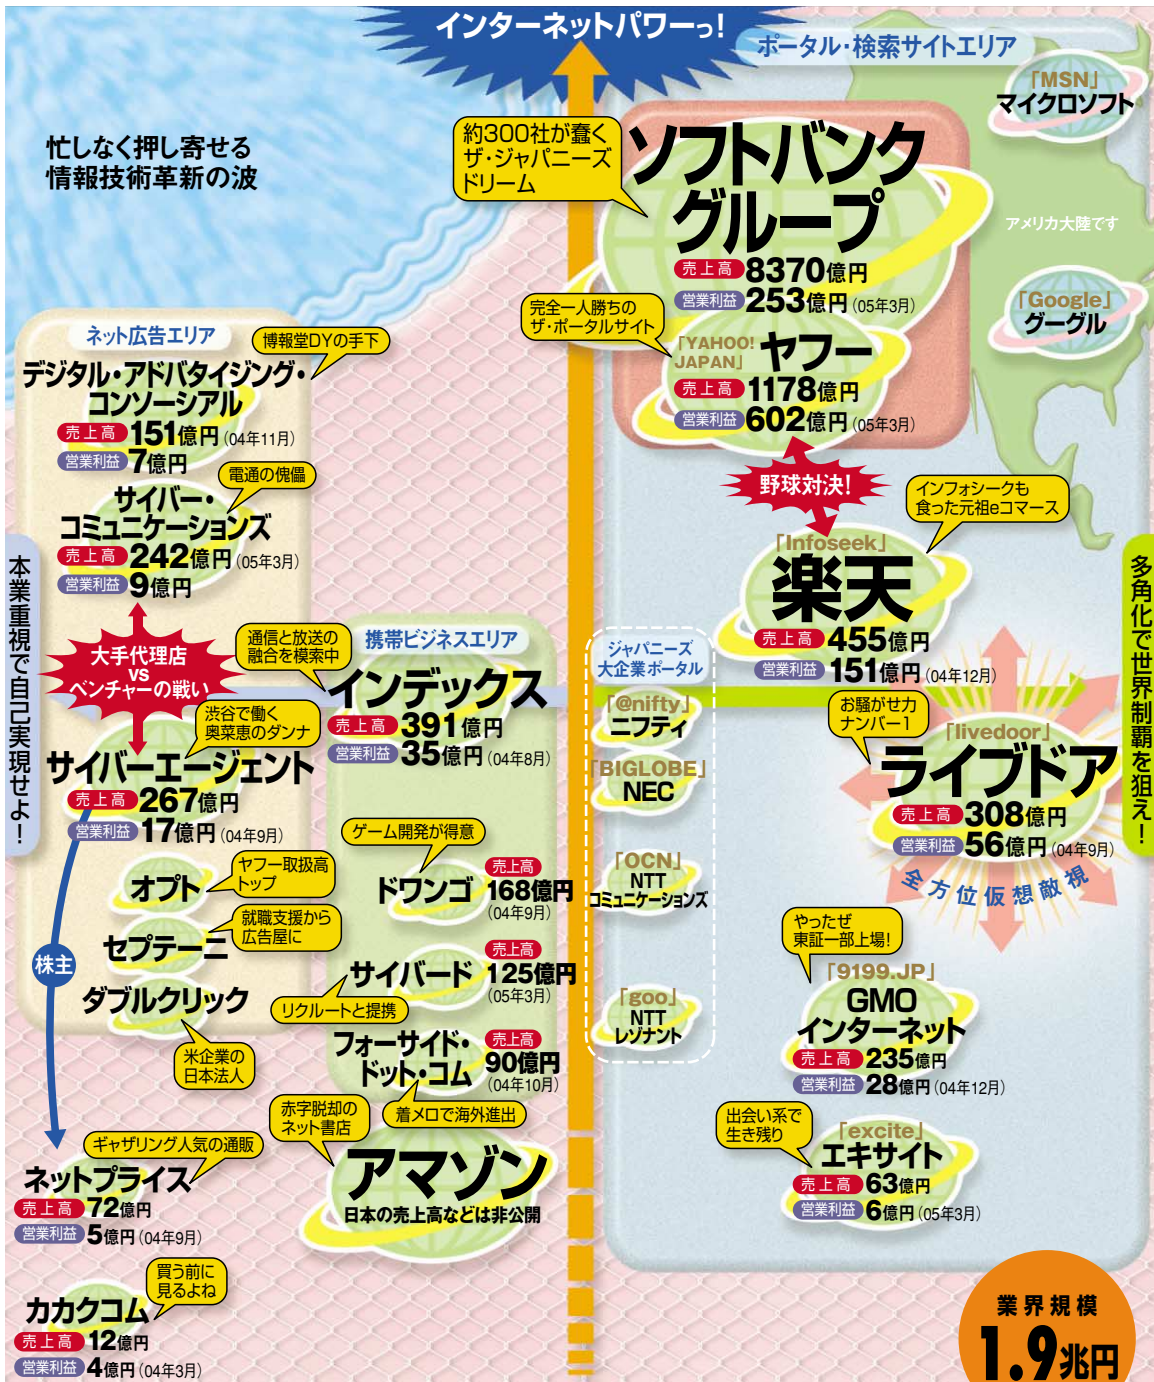 インターネットパワーっ!
ポータル・検索サイトエリア
「MSN」
マイクロソフト
忙しなく押し寄せる
情報技術革新の波
約300社が蠢く
ザ・ジャパニーズ
ドリーム
ソフトバンク
グループ
売上高 8370億円
営業利益 253億円(05年3月)
アメリカ大陸です
「Google」
グーグル
完全一人勝ちの
ザ・ポータルサイト
「YAHOO!
JAPAN」
ヤフー
売上高 1178億円
営業利益 602億円(05年3月)
野球対決!
インフォシークも
食った元祖eコマース
「Infoseek」
楽天
売上高 455億円
営業利益 151億円(04年12月)
多角化で世界制覇を狙え!
お騒がせ力
ナンバー1
「livedoor」
ライブドア
売上高 308億円
営業利益 56億円(04年9月)
全方位仮想敵視
やったぜ
東証一部上場!
「9199.JP」
GMO
インターネット
売上高 235億円
営業利益 28億円(04年12月)
出会い系で
生き残り
「excite」
エキサイト
売上高 63億円
営業利益 6億円(05年3月)
ジャパニーズ
大企業ポータル
「@nifty」
ニフティ
「BIGLOBE」
NEC
「OCN」
NTT
コミュニケーションズ
「goo」
NTT
レゾナント
ネット広告エリア
博報堂DYの手下
デジタル・アドバタイジング・
コンソーシアル
売上高 151億円(04年11月)
営業利益 7億円
電通の傀儡
サイバー・
コミュニケーションズ
売上高 242億円(05年3月)
営業利益 9億円
本業重視で自己実現せよ!
大手代理店
vs
ベンチャーの戦い
渋谷で働く
奥菜恵のダンナ
サイバーエージェント
売上高 267億円
営業利益 17億円(04年9月)
オプト
ヤフー取扱高
トップ
セプテーニ
就職支援から
広告屋に
株主
ダブルクリック
米企業の
日本法人
携帯ビジネスエリア
通信と放送の
融合を模索中
インデックス
売上高 391億円
営業利益 35億円(04年8月)
ゲーム開発が得意
ドワンゴ
売上高
168億円
(04年9月)
サイバード
売上高
125億円
(05年3月)
リクルートと提携
フォーサイド・
ドット・コム
売上高
90億円
(04年10月)
着メロで海外進出
赤字脱却の
ネット書店
アマゾン
日本の売上高などは非公開
ギャザリング人気の通販
ネットプライス
売上高 72億円
営業利益 5億円(04年9月)
買う前に
見るよね
カカクコム
売上高 12億円
営業利益 4億円(04年3月)
業界規模
1.9兆円